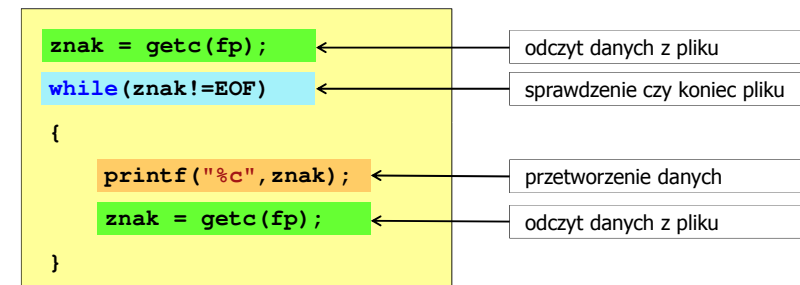 znak = getc(fp); odczyt danych z pliku
while(znak!=EOF) sprawdzenie czy koniec pliku
{
printf("%c",znak); przetworzenie danych
znak = getc(fp); odczyt danych z pliku
}